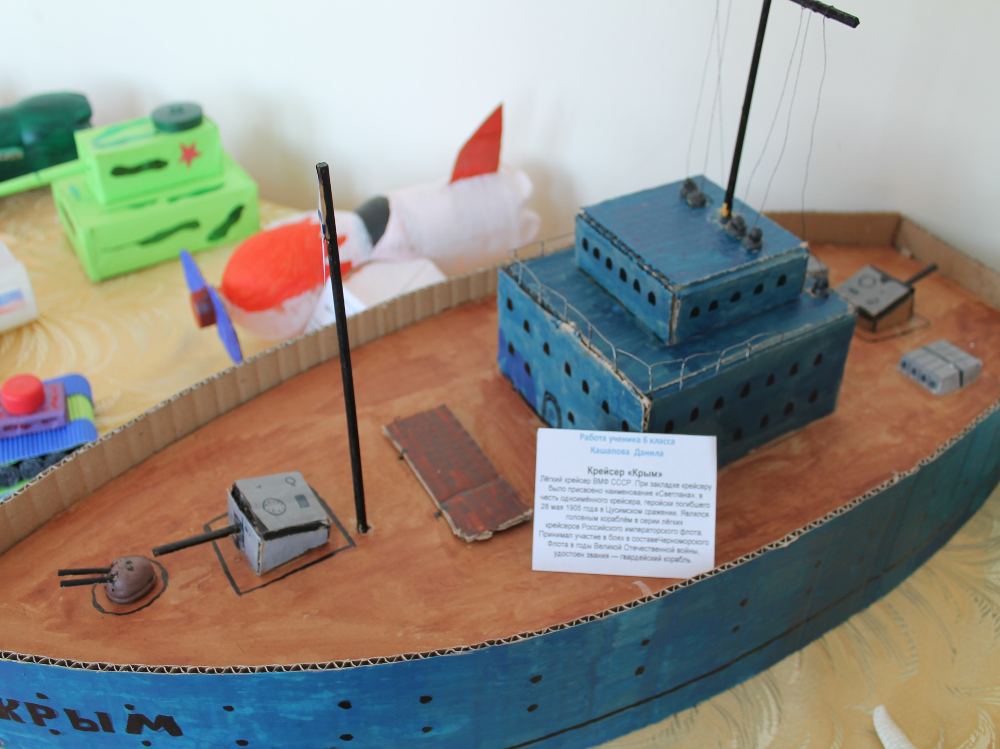 Работа ученика 6 класса
Кашапова Данила
Крейсер «Крым»
Лёгкий крейсер ВМФ СССР. При закладке крейсеру
было присвоено наименование «Светлана», в
честь одноимённого крейсера, геройски погибшего
28 мая 1905 года в Цусимском сражении. Являлся
головным кораблём в серии лёгких
крейсеров Российского императорского флота.
Принимал участие в боях в составеЧерноморского
Флота в годы Великой Отечественной войны,
удостоен звания — гвардейский корабль.
КРЫМ